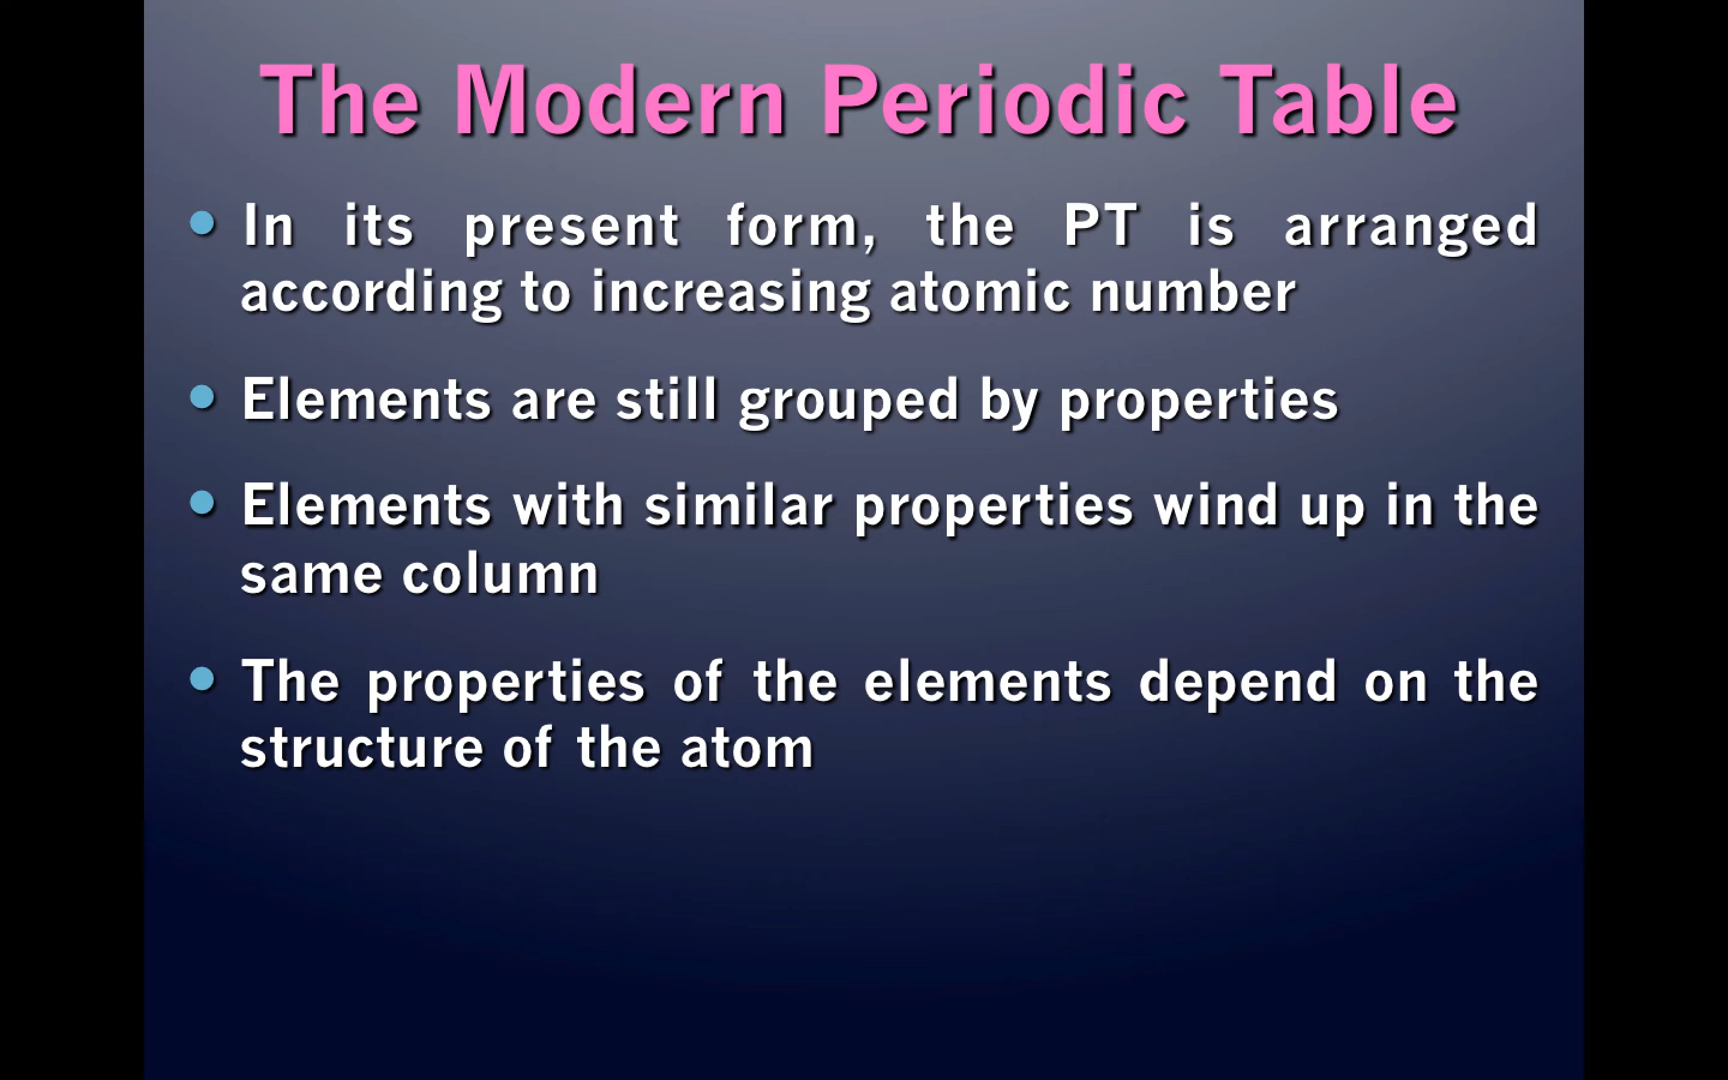 The Modern Periodic Table
• In its present form, the PT is arranged
according to increasing atomic number
• Elements are still grouped by properties
• Elements with similar properties wind up in the
same column
• The properties of the elements depend on the
structure of the atom